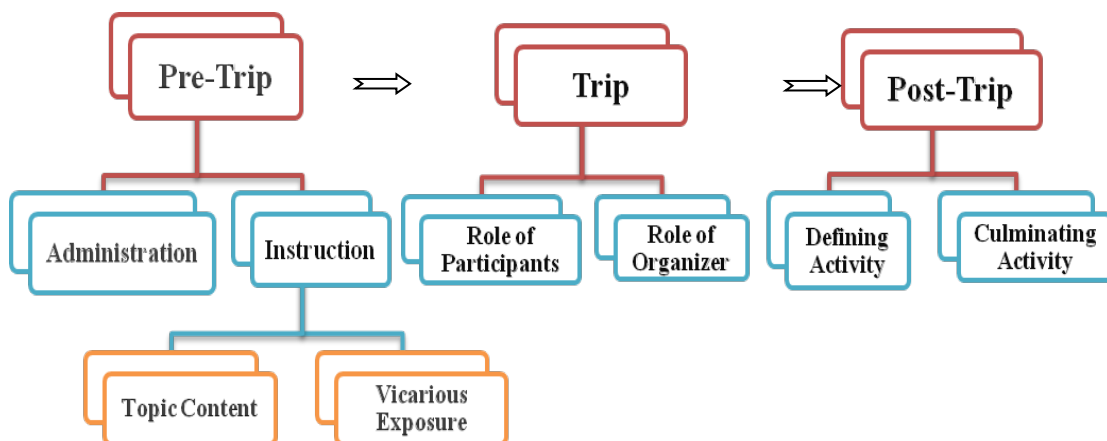 Pre-Trip
Trip
Post-Trip
Administration
Instruction
Role of
Participants
Role of
Organizer
Defining
Activity
Culminating
Activity
Topic Content
Vicarious
Exposure